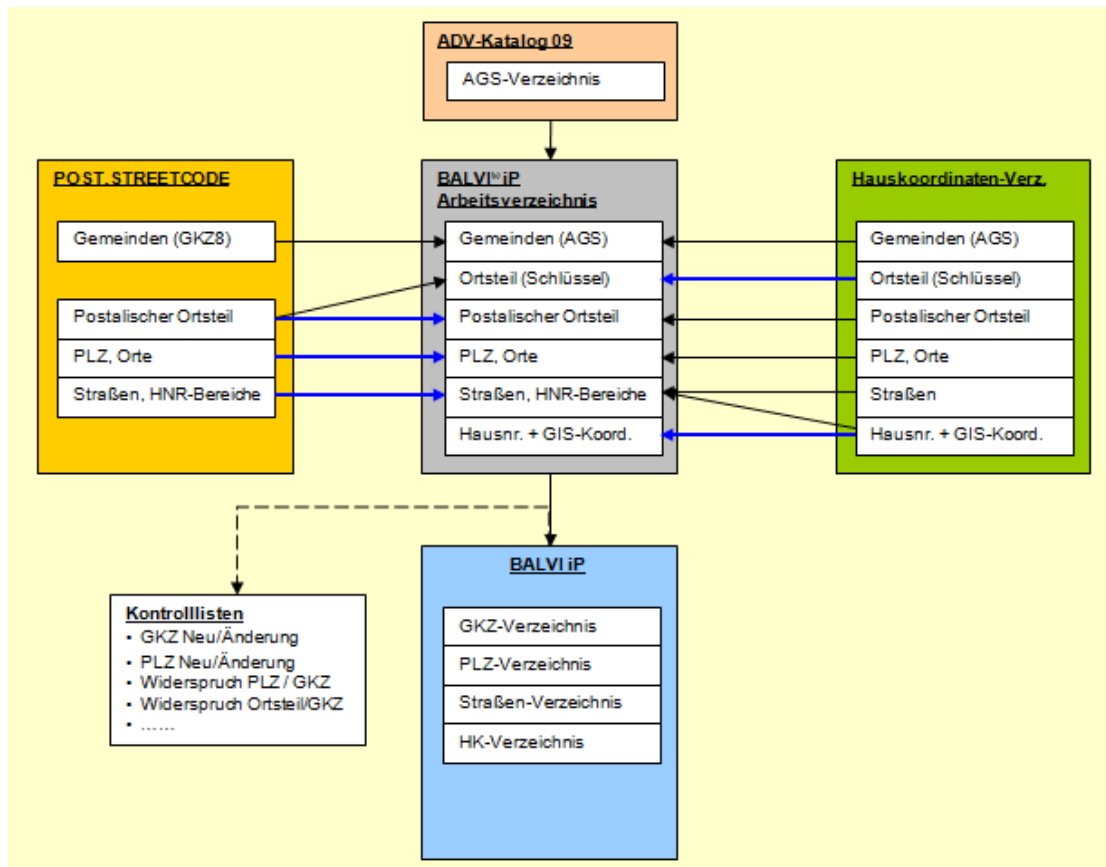 ADV-Katalog 09
AGS-Verzeichnis
POST.STREETCODE
Gemeinden (GKZ8)
Postalischer Ortsteil
PLZ, Orte
Straßen, HNR-Bereiche
BALVI iP
Arbeitsverzeichnis
Gemeinden (AGS)
Ortsteil (Schlüssel)
Postalischer Ortsteil
PLZ, Orte
Straßen, HNR-Bereiche
Hausnr. + GIS-Koord.
Hauskoordinaten-Verz.
Gemeinden (AGS)
Ortsteil (Schlüssel)
Postalischer Ortsteil
PLZ, Orte
Straßen
Hausnr. + GIS-Koord.
Kontrolllisten
▪ GKZ Neu/Änderung
▪ PLZ Neu/Änderung
▪ Widerspruch PLZ / GKZ
▪ Widerspruch Ortsteil/GKZ
▪ ......
BALVI iP
GKZ-Verzeichnis
PLZ-Verzeichnis
Straßen-Verzeichnis
HK-Verzeichnis